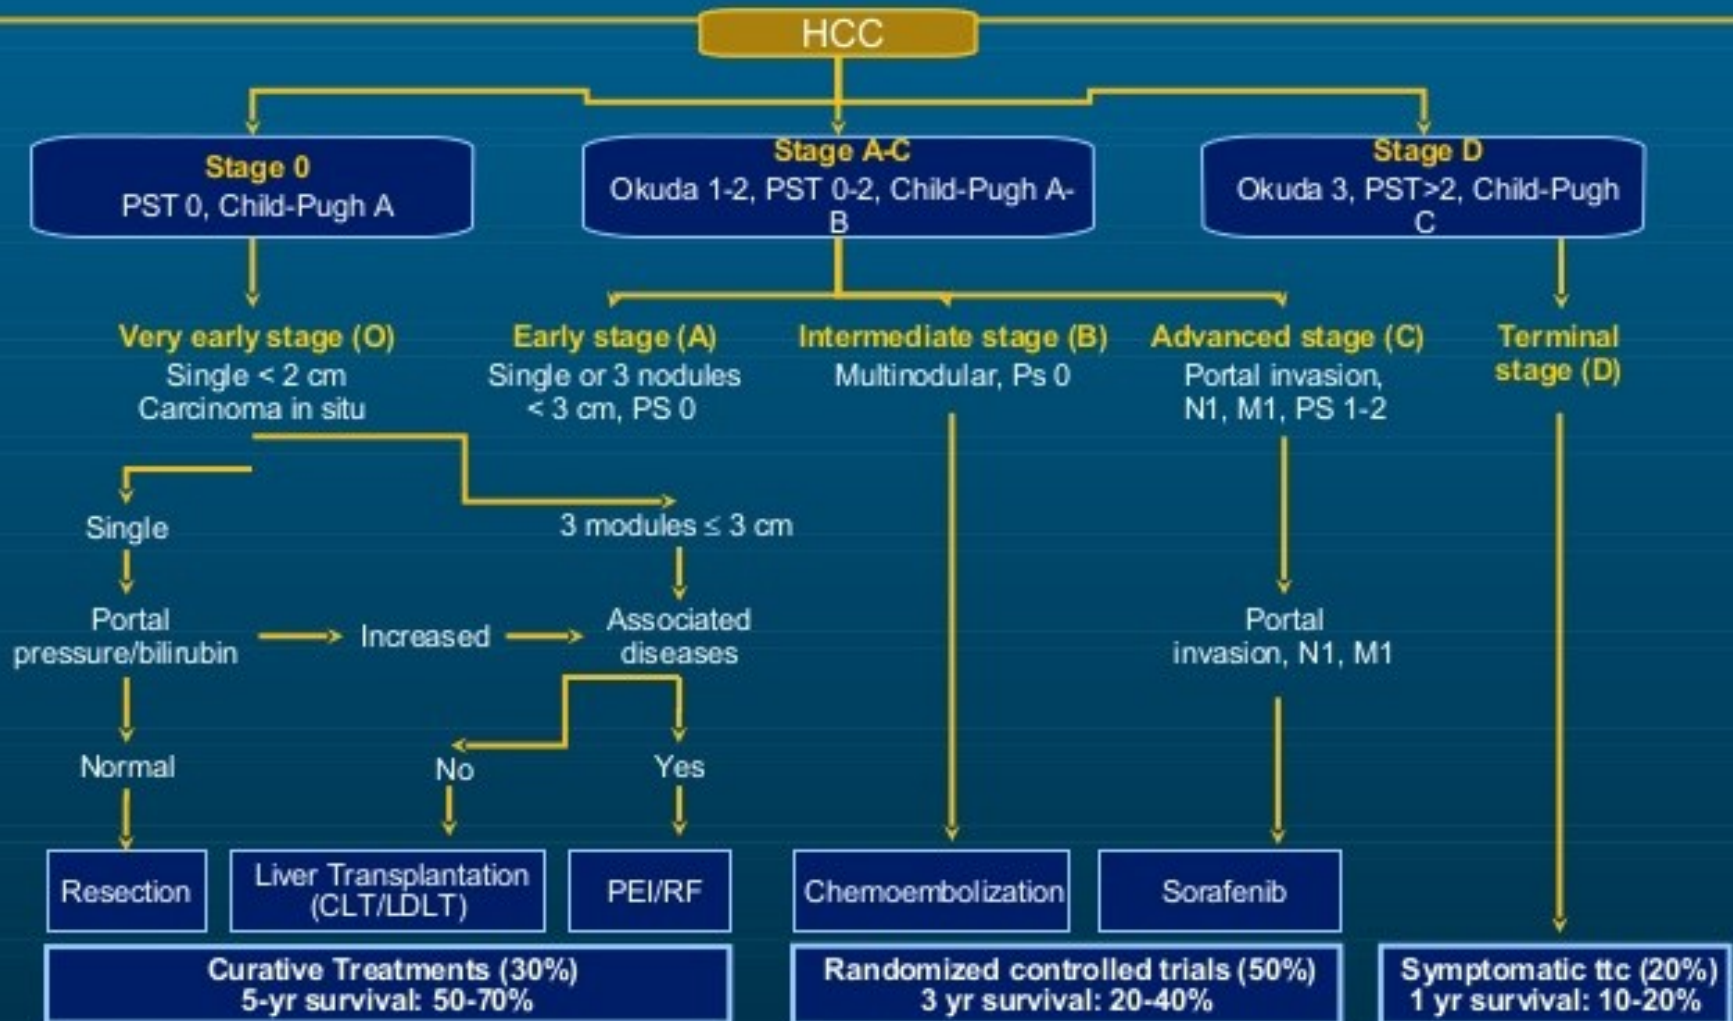 HCC
Stage 0
PST 0, Child-Pugh A
Stage A-C
Okuda 1-2, PST 0-2, Child-Pugh A-
B
Stage D
Okuda 3, PST>2, Child-Pugh
C
Very early stage (O)
Single < 2 cm
Carcinoma in situ
Early stage (A)
Single or 3 nodules
< 3 cm, PS 0
Intermediate stage (B)
Multinodular, Ps 0
Advanced stage (C)
Portal invasion,
N1, M1, PS 1-2
Terminal
stage (D)
Single
3 modules ≤ 3 cm
Portal
pressure/bilirubin
Increased
Associated
diseases
Portal
invasion, N1, M1
Normal
No
Yes
Resection
Liver Transplantation
(CLT/LDLT)
PEI/RF
Chemoembolization
Sorafenib
Curative Treatments (30%)
5-yr survival: 50-70%
Randomized controlled trials (50%)
3 yr survival: 20-40%
Symptomatic ttc (20%)
1 yr survival: 10-20%